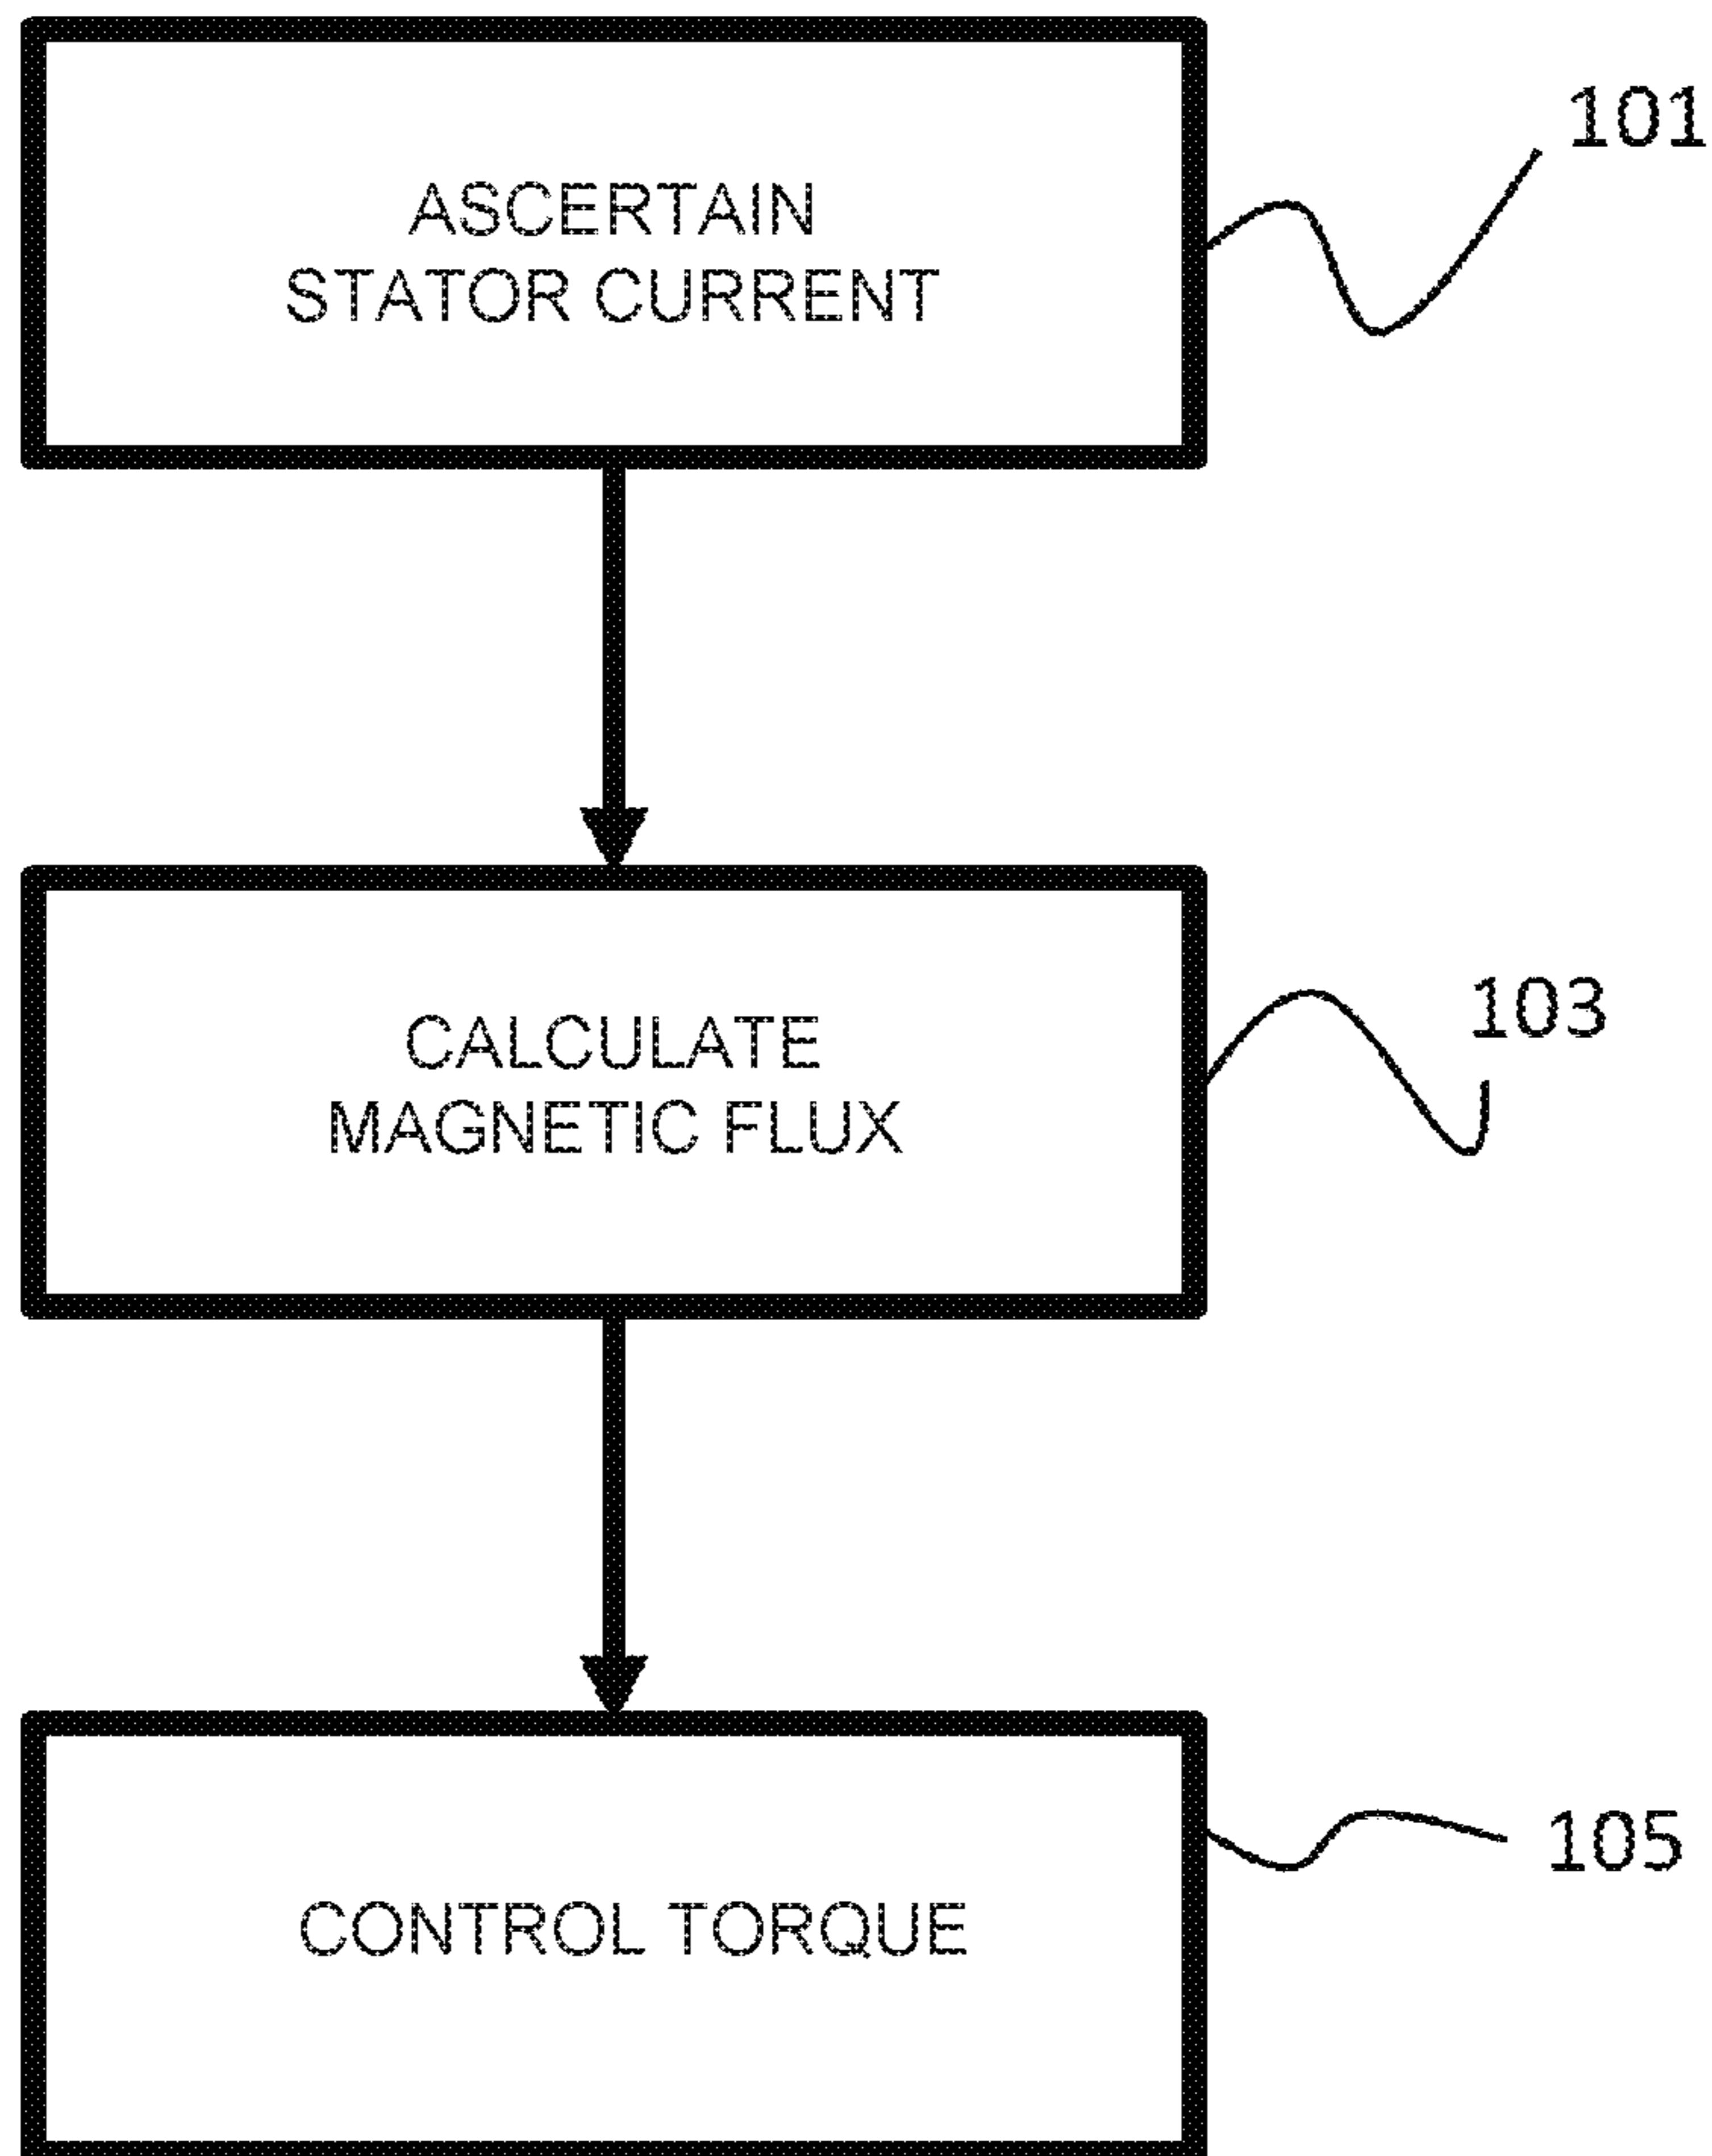 101
ASCERTAIN
STATOR CURRENT
103
CALCULATE
MAGNETIC FLUX
105
CONTROL TORQUE